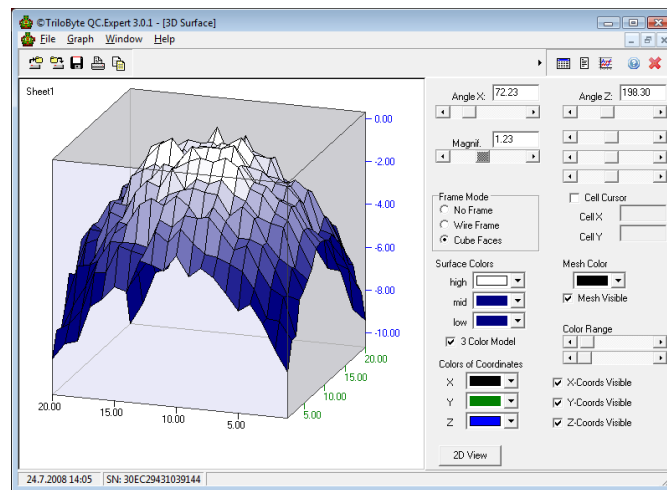 ©TriloByte QC.Expert 3.0.1 - [3D Surface]
File Graph Window Help
Sheet1
0.00
-2.00
-4.00
-6.00
-8.00
-10.00
20.00
15.00
10.00
5.00
20.00 15.00 10.00 5.00
Angle X: 72.23 Angle Z: 198.30
Magnif. 1.23
Frame Mode
No Frame
Wire Frame
Cube Faces
Cell Cursor
Cell X
Cell Y
Surface Colors
high
mid
low
3 Color Model
Mesh Color
Mesh Visible
Color Range
Colors of Coordinates
X
Y
Z
X-Coords Visible
Y-Coords Visible
Z-Coords Visible
2D View
24.7.2008 14:05 SN: 30EC29431039144